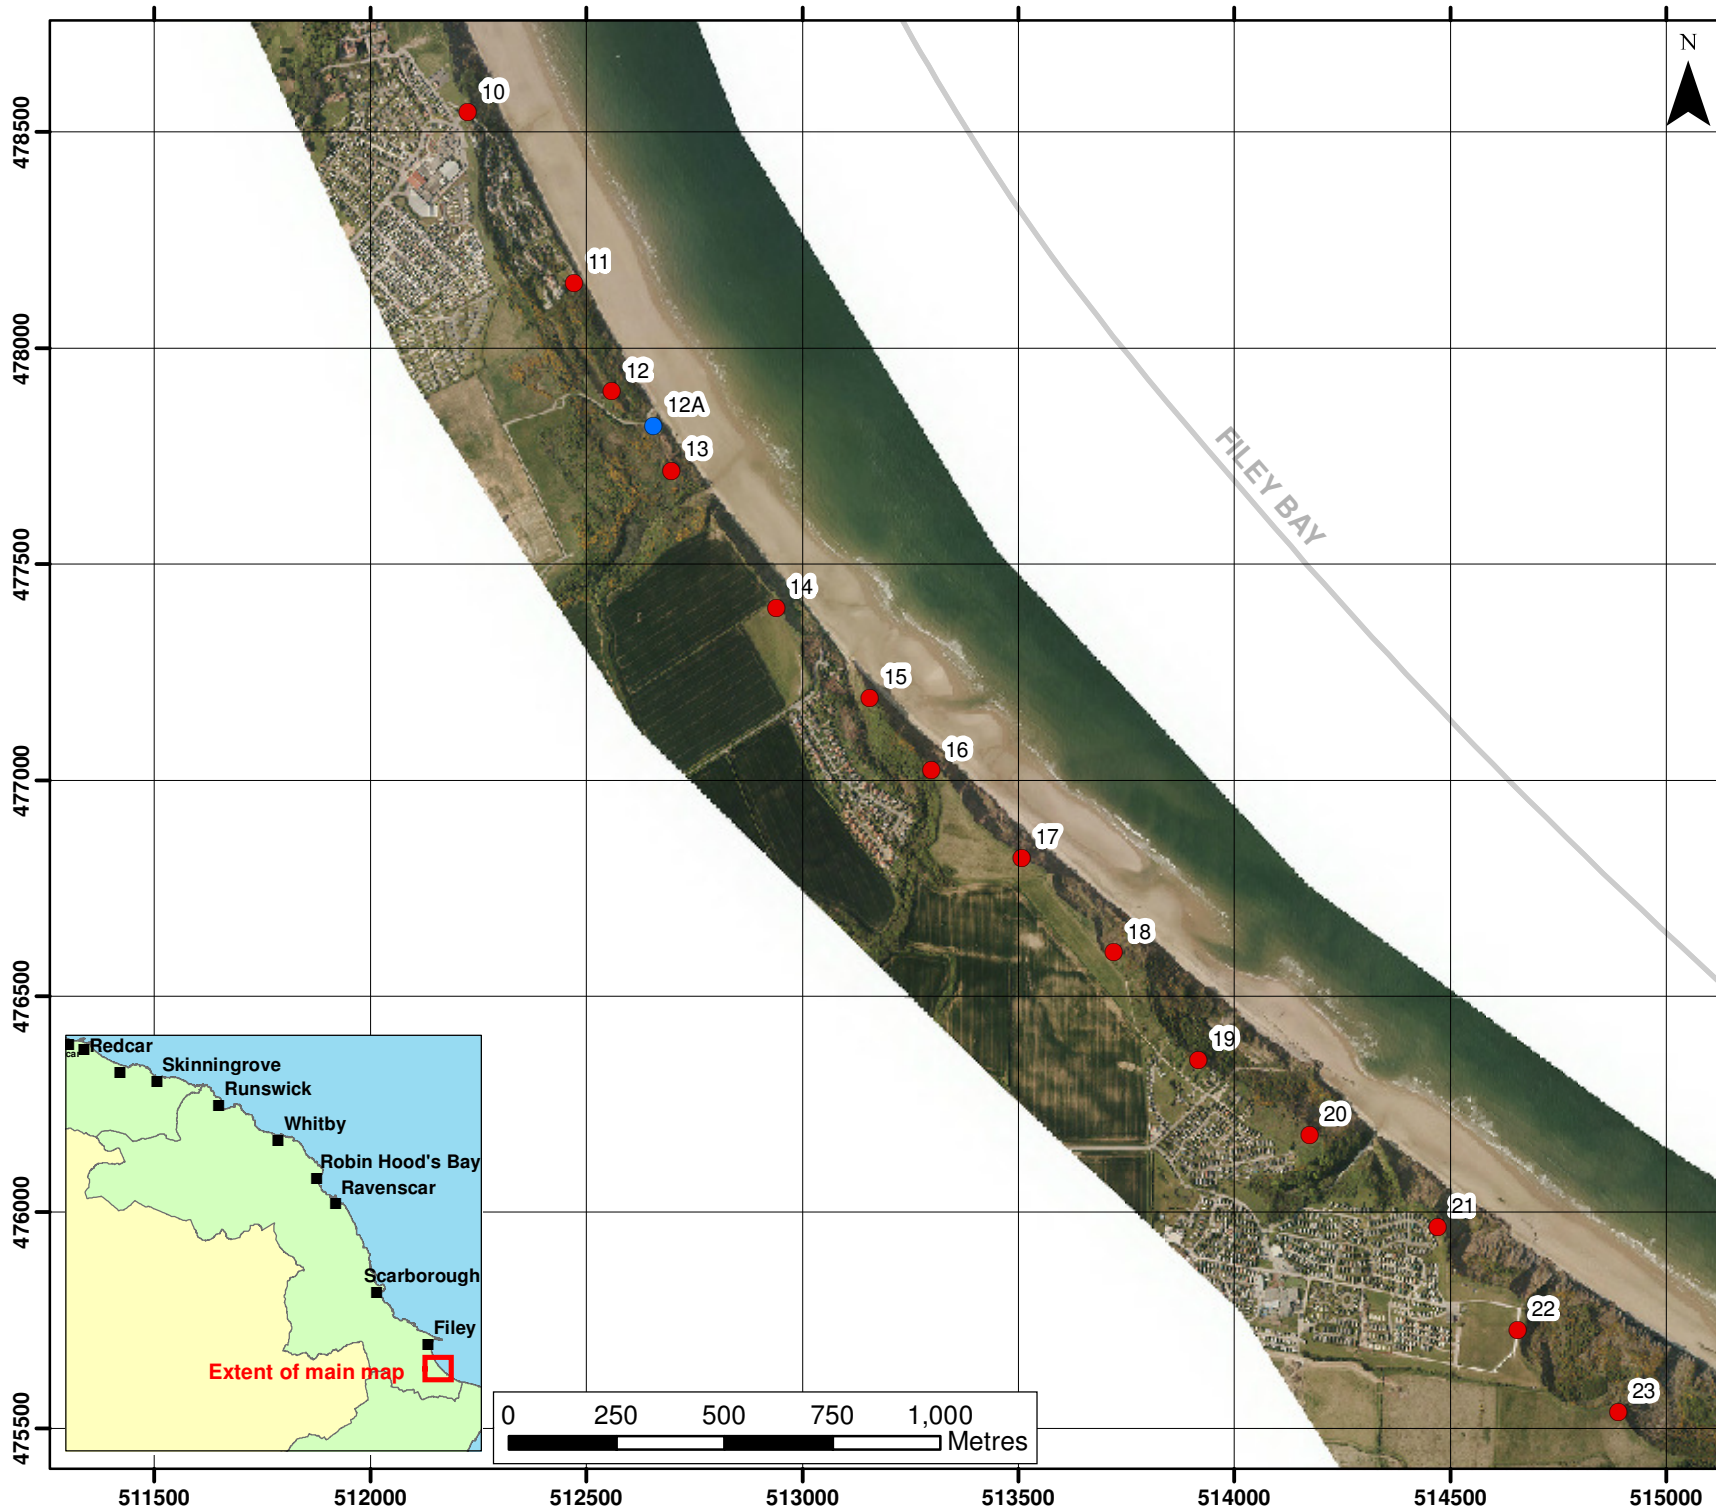 N
10
478500
11
478000
12
12A
13
FILEY BAY
477500
14
15
16
477000
17
18
476500
19
Redcar
car
Skinningrove
Runswick
20
Whitby
Robin Hood's Bay
Ravenscar
476000
21
Scarborough
22
Filey
Extent of main map
23
475500
0 250 500 750 1,000
Metres
511500 512000 512500 513000 513500 514000 514500 515000